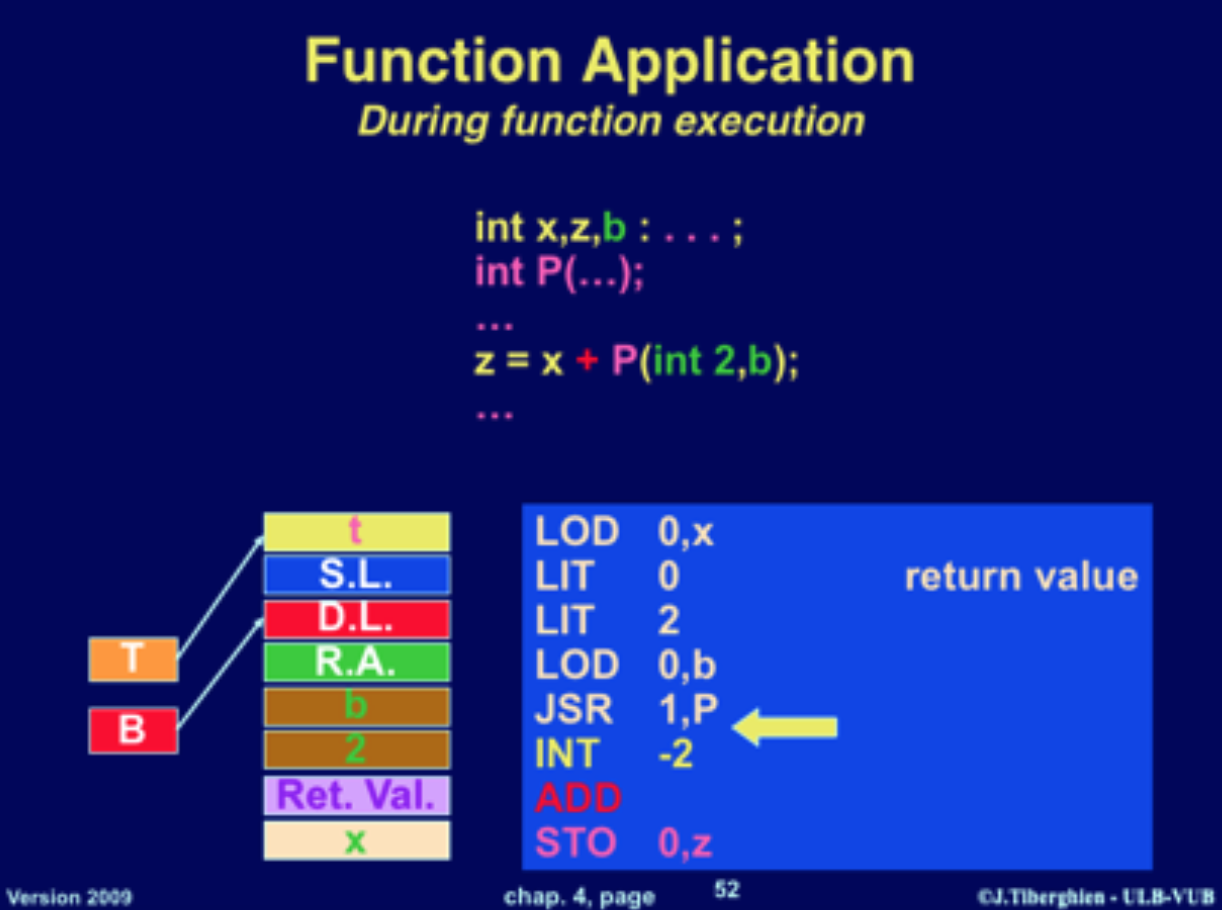 Function Application
During function execution
int x,z,b : . . . ;
int P(...);
...
z = x + P(int 2,b);
...
t
S.L.
D.L.
R.A.
b
2
Ret. Val.
x
T
B
LOD 0,x
LIT 0 return value
LIT 2
LOD 0,b
JSR 1,P
INT -2
ADD
STO 0,z
Version 2009
chap. 4, page 52
©J.Tiberghien - ULB-VUB